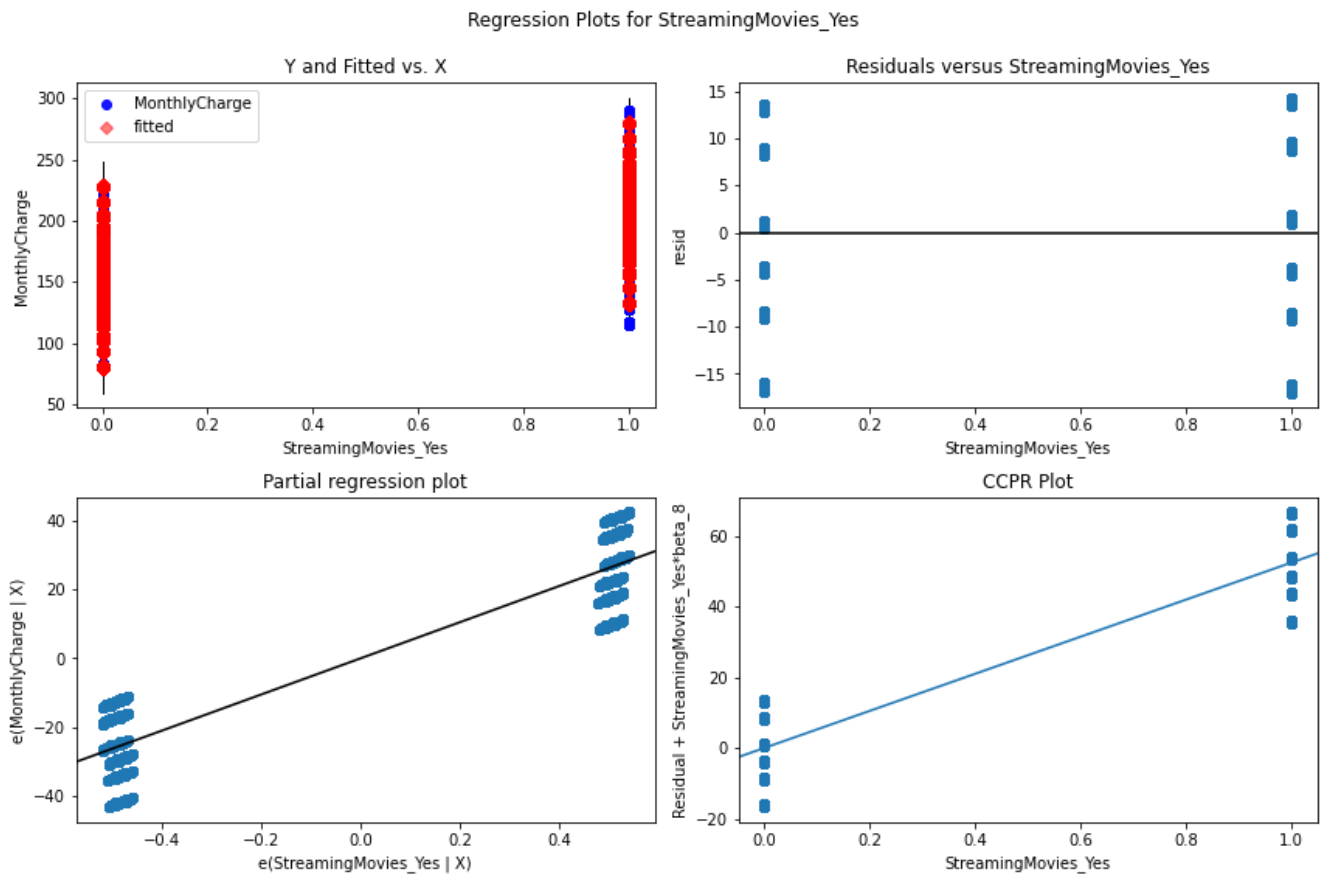 Regression Plots for StreamingMovies_Yes
Y and Fitted vs. X
MonthlyCharge
fitted
300
250
200
150
100
50
MonthlyCharge
0.0 0.2 0.4 0.6 0.8 1.0
StreamingMovies_Yes
Residuals versus StreamingMovies_Yes
15
10
5
0
−5
−10
−15
resid
0.0 0.2 0.4 0.6 0.8 1.0
StreamingMovies_Yes
Partial regression plot
40
20
0
−20
−40
e(MonthlyCharge | X)
−0.4 −0.2 0.0 0.2 0.4
e(StreamingMovies_Yes | X)
CCPR Plot
60
40
20
0
−20
Residual + StreamingMovies_Yes*beta_8
0.0 0.2 0.4 0.6 0.8 1.0
StreamingMovies_Yes